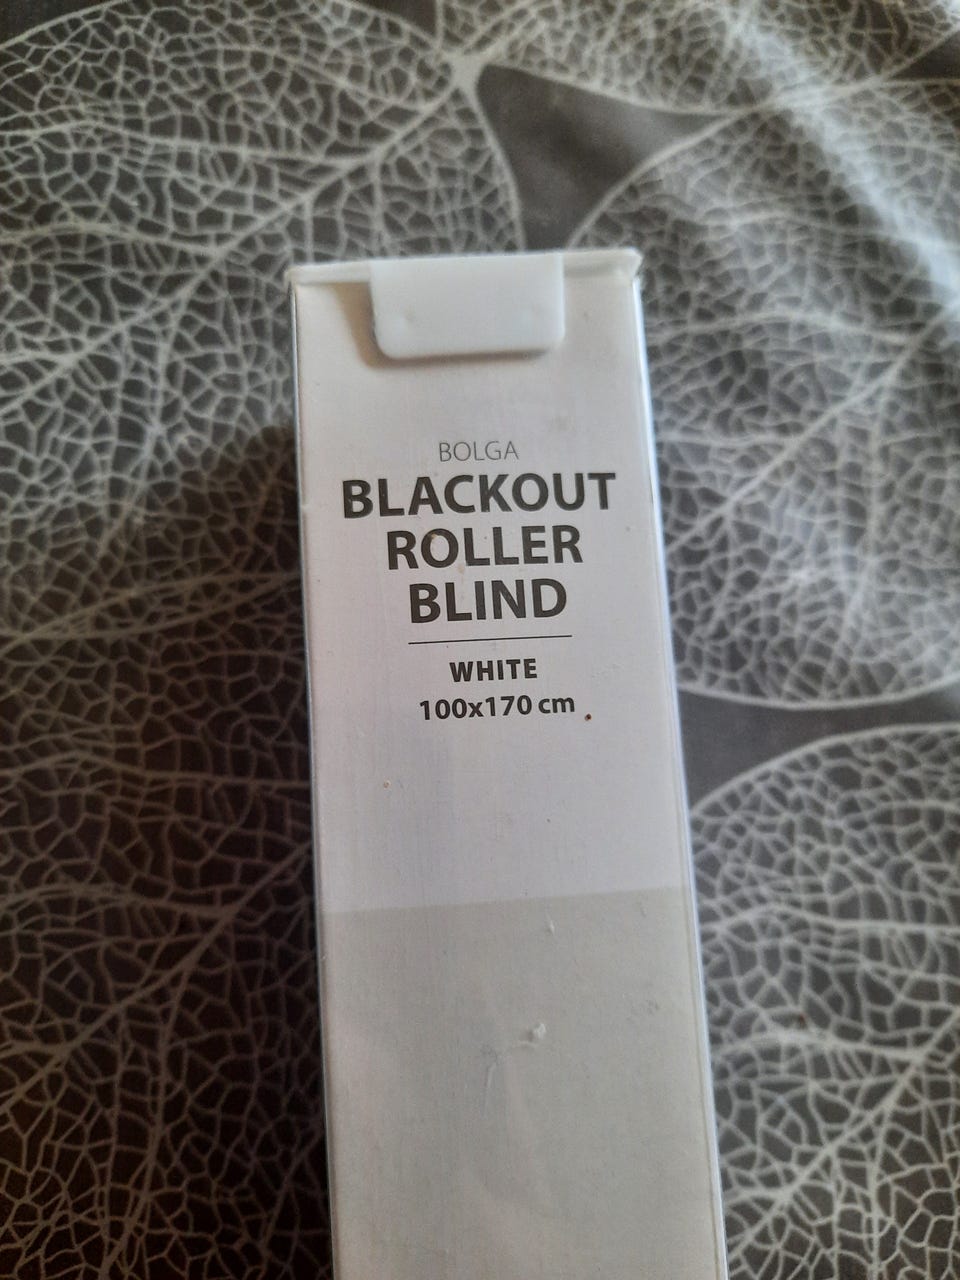 BOLGA
BLACKOUT
ROLLER
BLIND
WHITE
100x170 cm